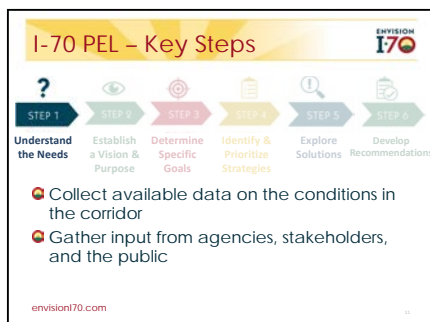 I-70 PEL – Key Steps
ENVISION
I-70
?
STEP 1
STEP 2
STEP 3
STEP 4
STEP 5
STEP 6
Understand
the Needs
Establish
a Vision &
Purpose
Determine
Specific
Goals
Identify &
Prioritize
Strategies
Explore
Solutions
Develop
Recommendations
Collect available data on the conditions in
the corridor
Gather input from agencies, stakeholders,
and the public
envisionI70.com